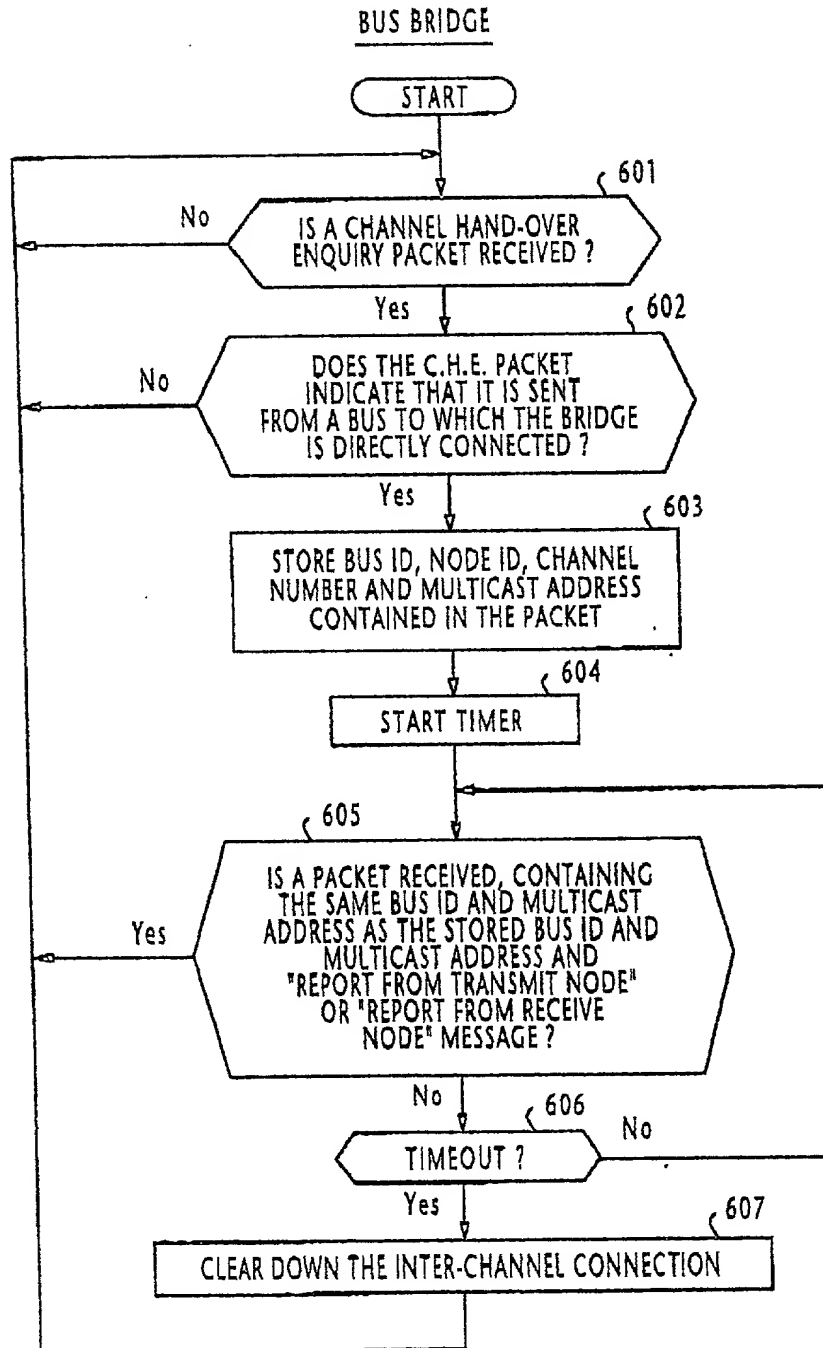 BUS BRIDGE
START
601
IS A CHANNEL HAND-OVER
ENQUIRY PACKET RECEIVED ?
No
Yes
602
DOES THE C.H.E. PACKET
INDICATE THAT IT IS SENT
FROM A BUS TO WHICH THE BRIDGE
IS DIRECTLY CONNECTED ?
No
Yes
603
STORE BUS ID, NODE ID, CHANNEL
NUMBER AND MULTICAST ADDRESS
CONTAINED IN THE PACKET
604
START TIMER
605
IS A PACKET RECEIVED, CONTAINING
THE SAME BUS ID AND MULTICAST
ADDRESS AS THE STORED BUS ID AND
MULTICAST ADDRESS AND
"REPORT FROM TRANSMIT NODE"
OR "REPORT FROM RECEIVE
NODE" MESSAGE ?
Yes
No
606
TIMEOUT ?
No
Yes
607
CLEAR DOWN THE INTER-CHANNEL CONNECTION